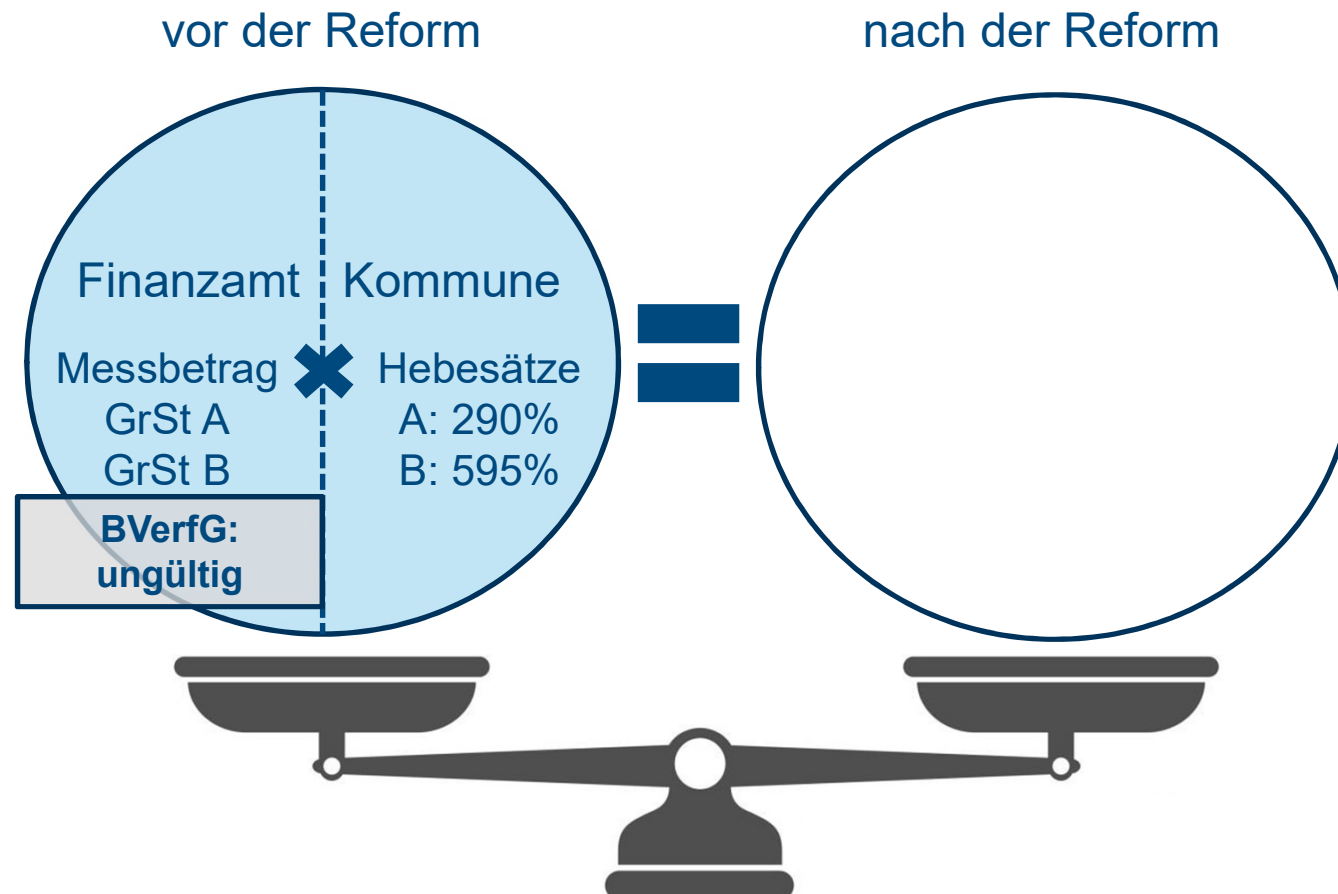 vor der Reform
nach der Reform
Finanzamt
Kommune
Messbetrag
Hebesätze
GrSt A
A: 290%
GrSt B
B: 595%
BVerfG:
ungültig